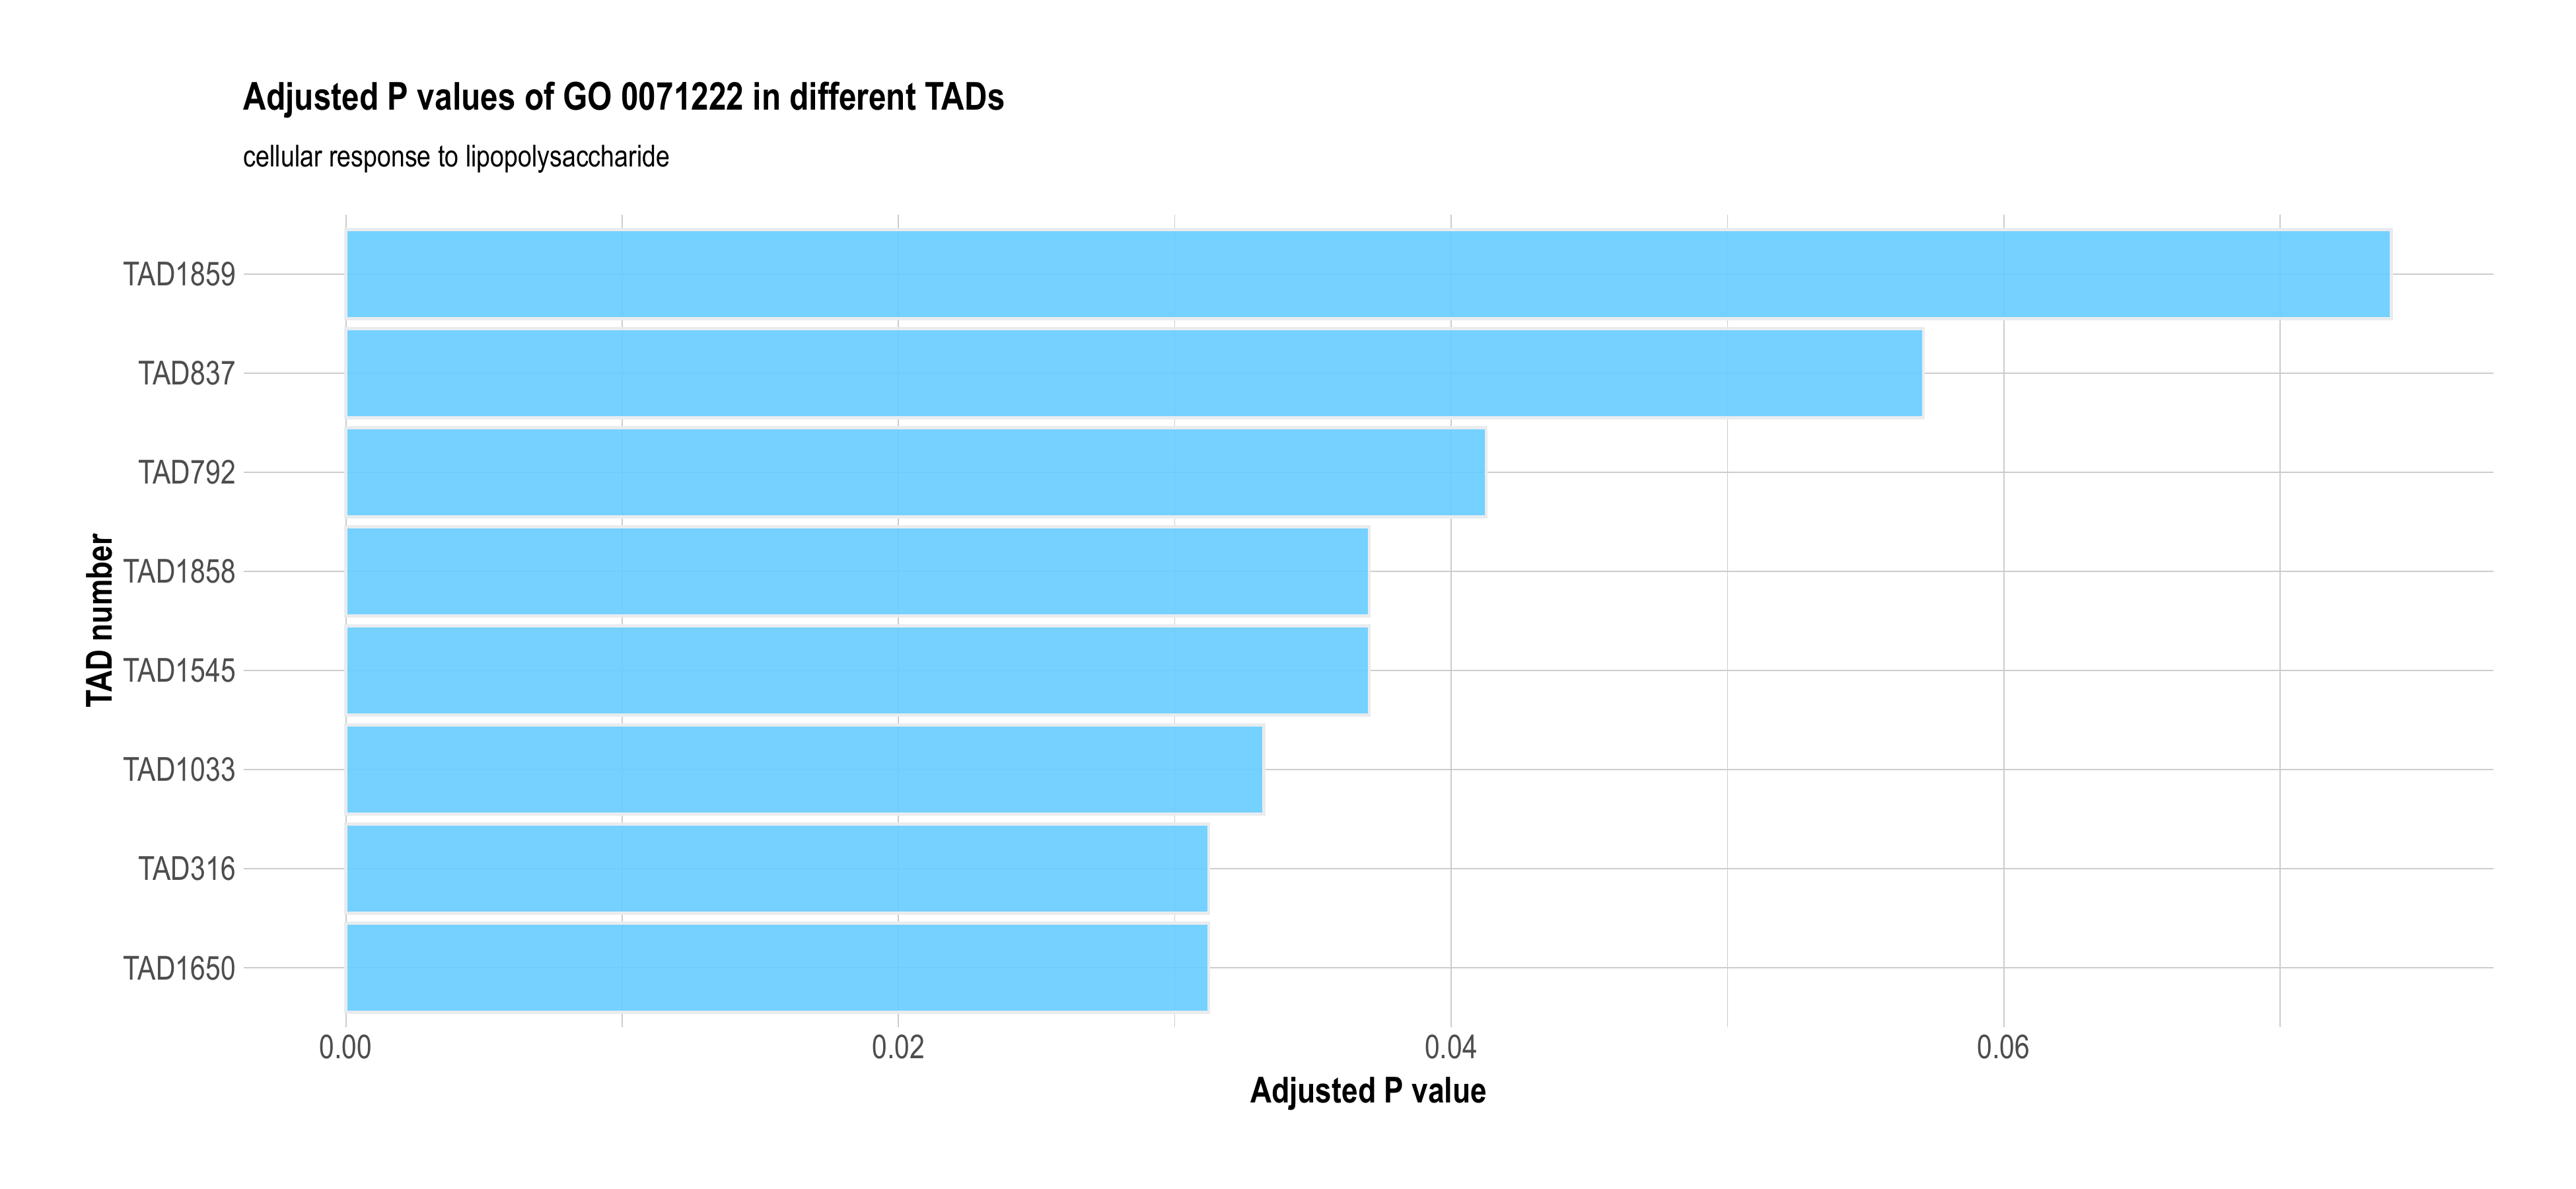 Adjusted P values of GO 0071222 in different TADs
cellular response to lipopolysaccharide
TAD number
TAD1859
TAD837
TAD792
TAD1858
TAD1545
TAD1033
TAD316
TAD1650
0.00 0.02 0.04 0.06
Adjusted P value